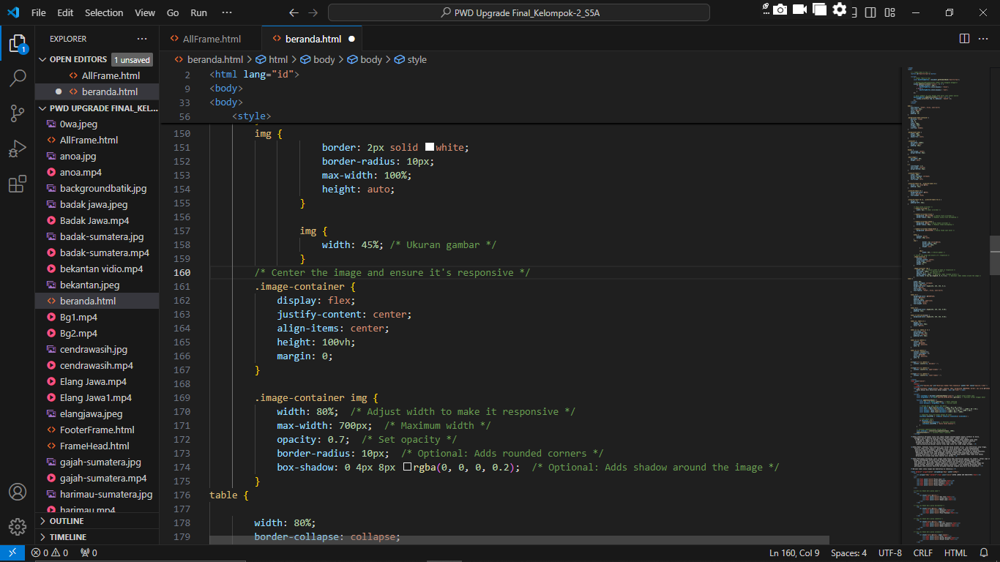 File Edit Selection View Go Run ··· PWD Upgrade Final_Kelompok-2_S5A
EXPLORER
OPEN EDITORS 1 unsaved
AllFrame.html
beranda.html
PWD UPGRADE FINAL_KEL...
0wa.jpeg
AllFrame.html
anoa.jpg
anoa.mp4
backgroundbatik.jpg
badak jawa.jpeg
Badak Jawa.mp4
badak-sumatera.jpg
badak-sumatera.mp4
bekantan vidio.mp4
bekantan.jpeg
beranda.html
Bg1.mp4
Bg2.mp4
cendrawasih.jpg
cendrawasih.mp4
Elang Jawa.mp4
Elang Jawa1.mp4
elangjawa.jpeg
FooterFrame.html
FrameHead.html
gajah-sumatera.jpg
gajah-sumatera.mp4
harimau-sumatera.jpg
harimau.mp4
OUTLINE
TIMELINE
1
AllFrame.html beranda.html
beranda.html > html > body > body > style
2 <html lang="id">
9 <body>
33 <body>
56 <style>
150 img {
151 border: 2px solid white;
152 border-radius: 10px;
153 max-width: 100%;
154 height: auto;
155 }
156
157 img {
158 width: 45%; /* Ukuran gambar */
159 }
160 /* Center the image and ensure it's responsive */
161 .image-container {
162 display: flex;
163 justify-content: center;
164 align-items: center;
165 height: 100vh;
166 margin: 0;
167 }
168
169 .image-container img {
170 width: 80%; /* Adjust width to make it responsive */
171 max-width: 700px; /* Maximum width */
172 opacity: 0.7; /* Set opacity */
173 border-radius: 10px; /* Optional: Adds rounded corners */
174 box-shadow: 0 4px 8px rgba(0, 0, 0, 0.2); /* Optional: Adds shadow around the image */
175 }
176 table {
177
178 width: 80%;
179 border-collapse: collapse;
0 0 0 Ln 160, Col 9 Spaces: 4 UTF-8 CRLF HTML